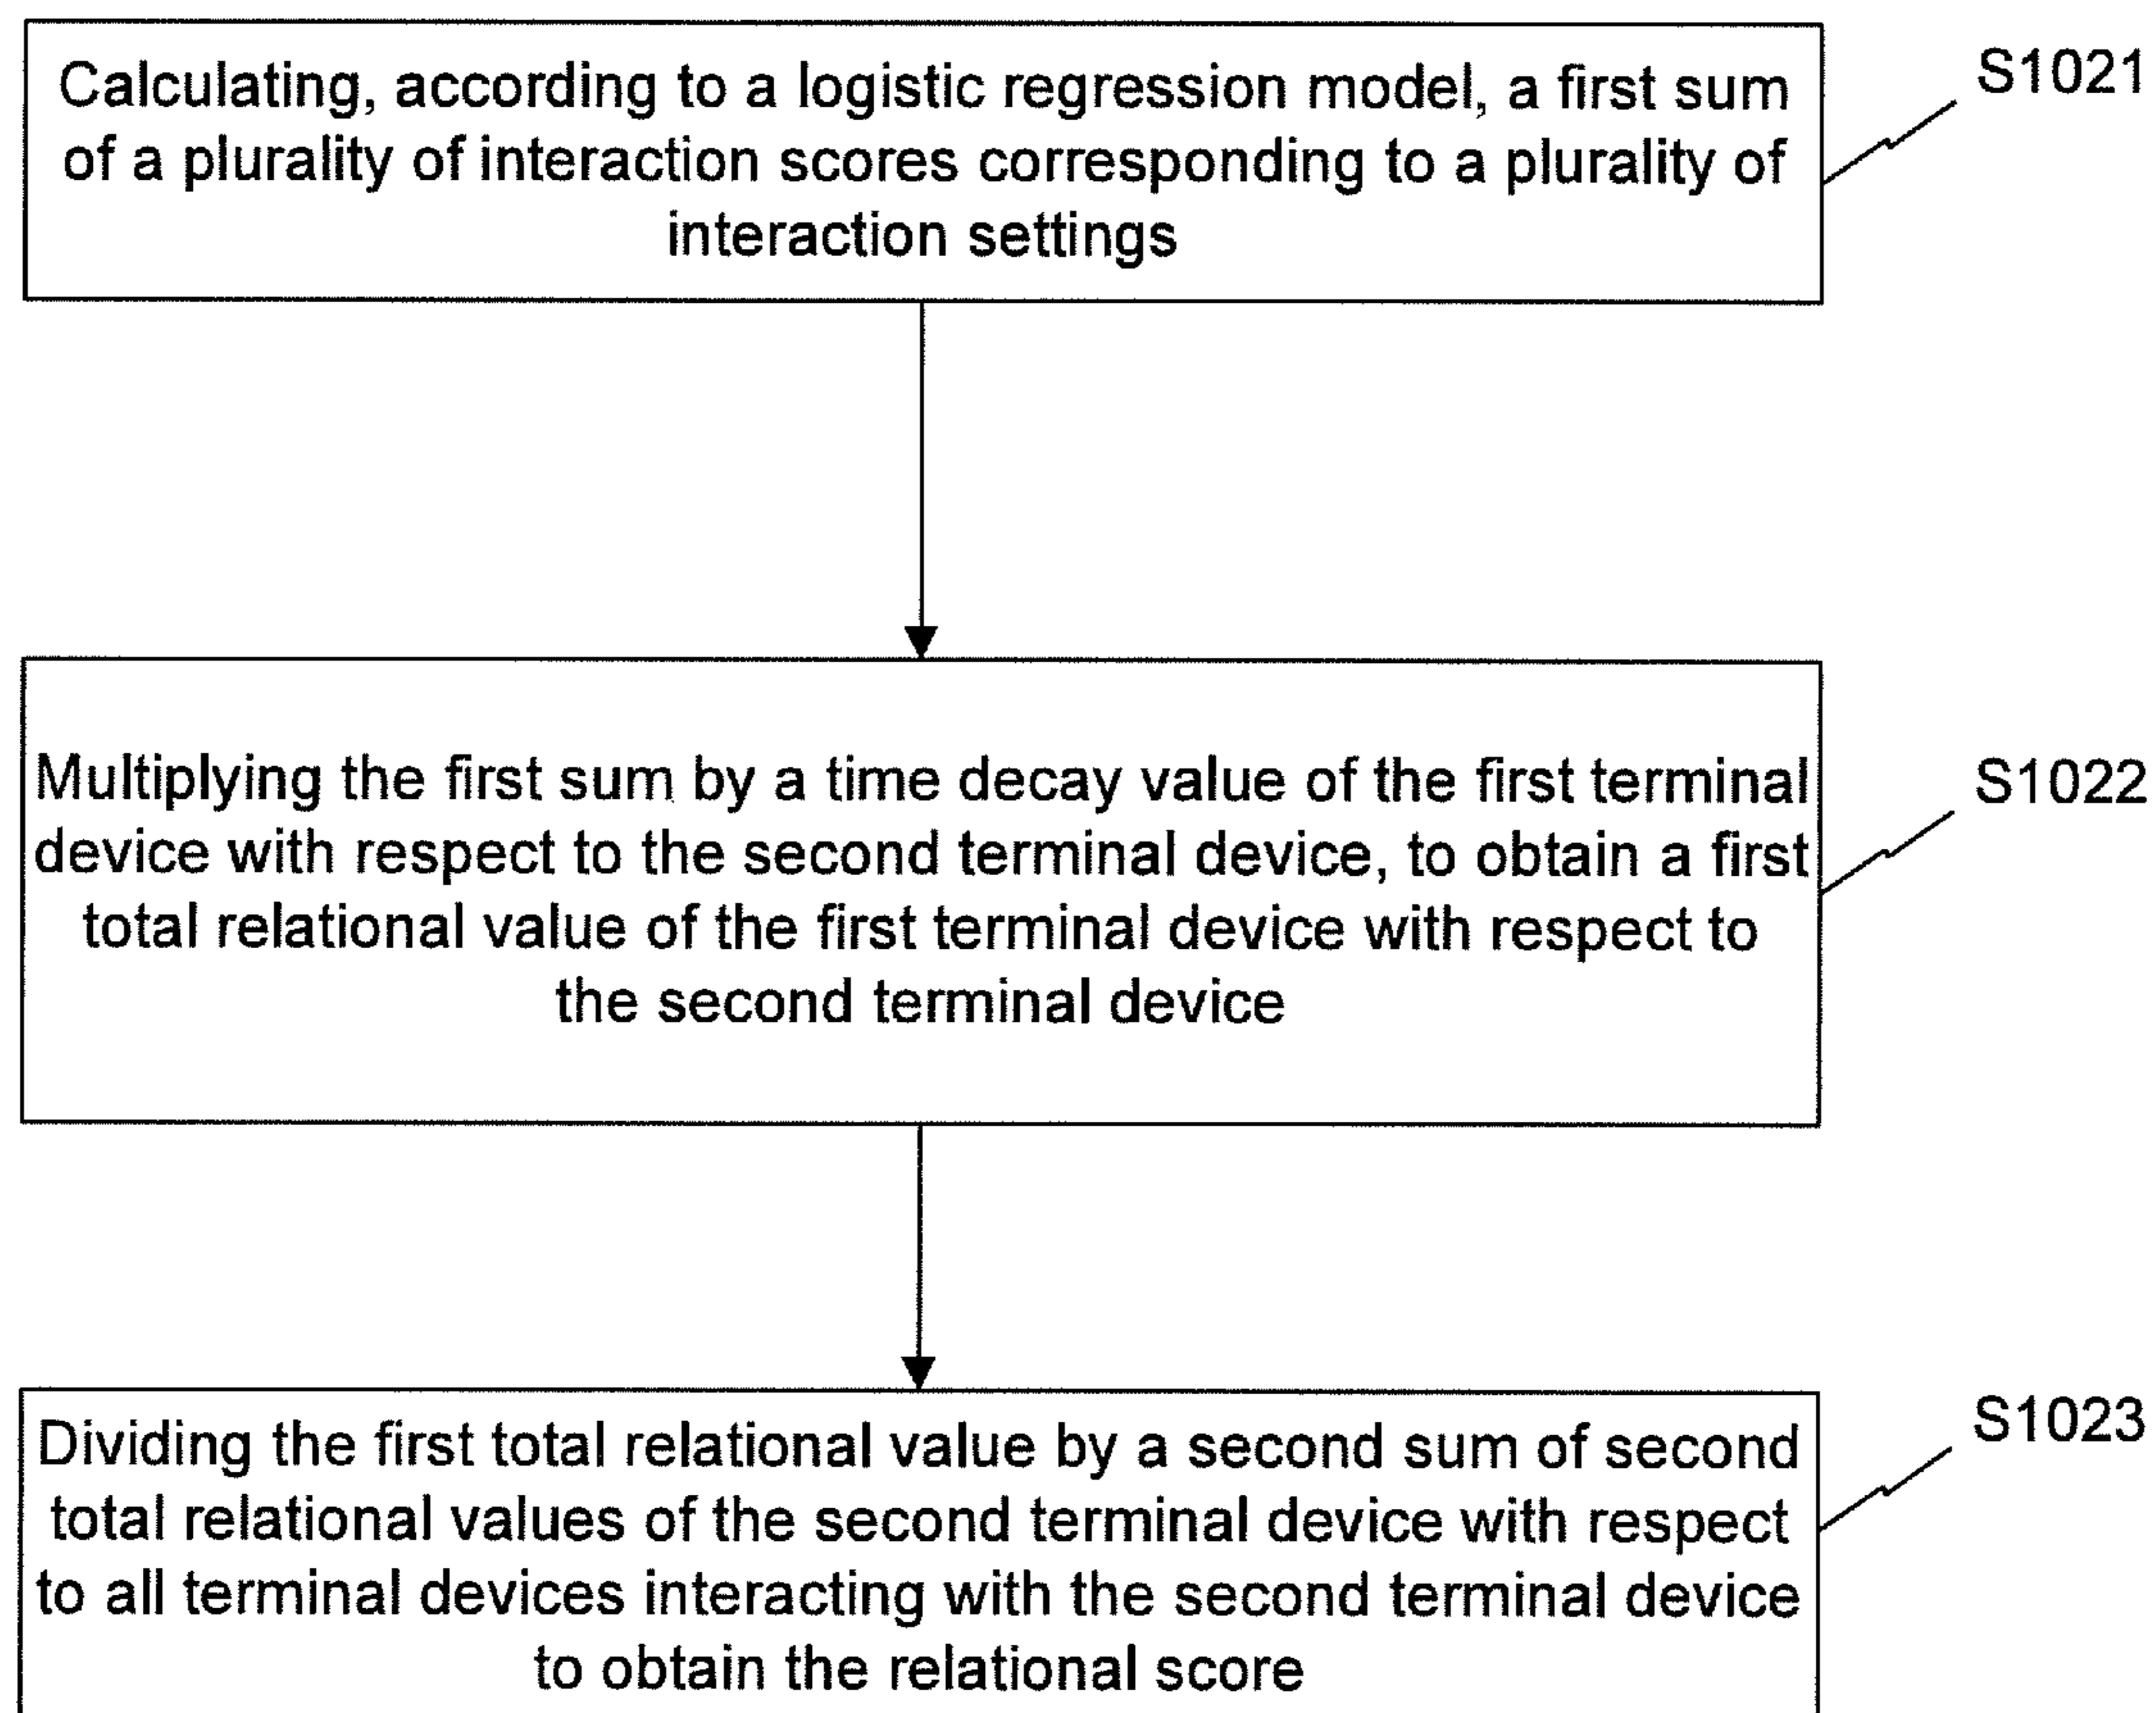 Calculating, according to a logistic regression model, a first sum
of a plurality of interaction scores corresponding to a plurality of
interaction settings
S1021
Multiplying the first sum by a time decay value of the first terminal
device with respect to the second terminal device, to obtain a first
total relational value of the first terminal device with respect to
the second terminal device
S1022
Dividing the first total relational value by a second sum of second
total relational values of the second terminal device with respect
to all terminal devices interacting with the second terminal device
to obtain the relational score
S1023